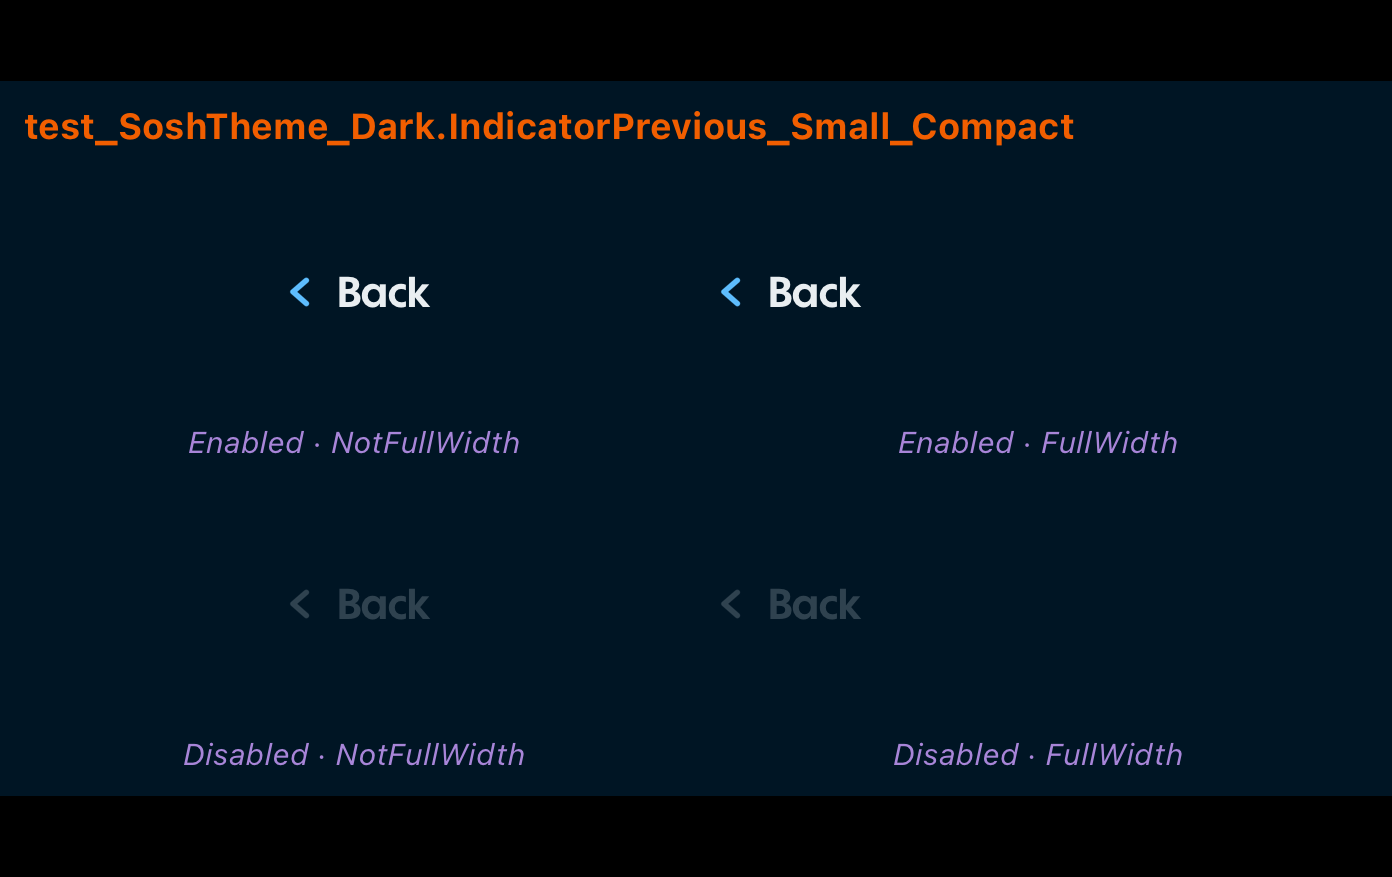 test_SoshTheme_Dark.IndicatorPrevious_Small_Compact
Back
Back
Enabled · NotFullWidth
Enabled · FullWidth
Back
Back
Disabled · NotFullWidth
Disabled · FullWidth